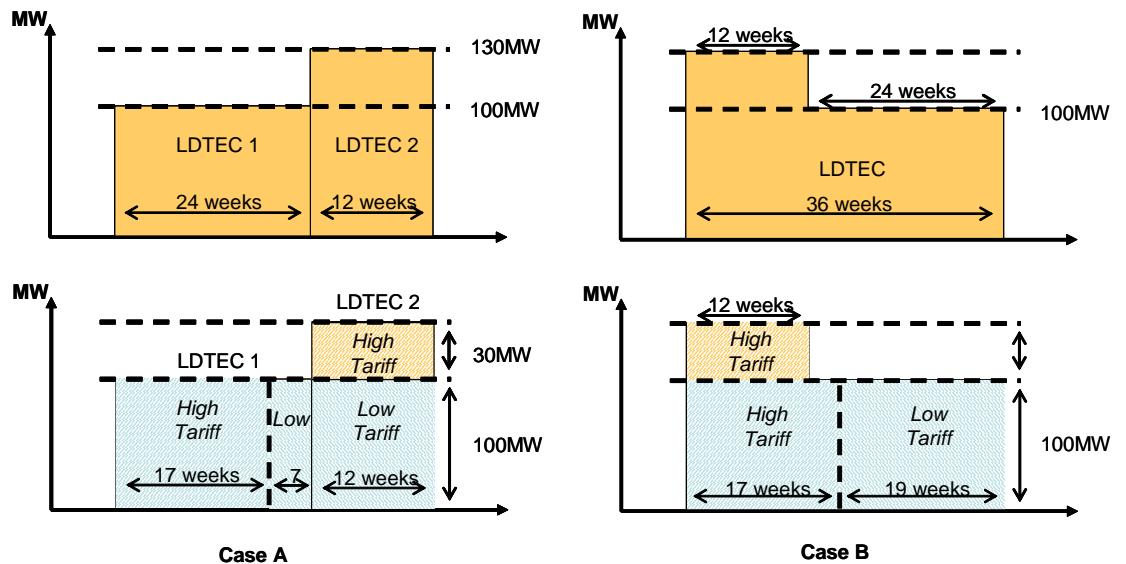 MW
130MW
100MW
LDTEC 1
LDTEC 2
24 weeks
12 weeks
MW
12 weeks
24 weeks
100MW
LDTEC
36 weeks
MW
LDTEC 2
High
Tariff
30MW
LDTEC 1
High
Tariff
Low
Low
Tariff
100MW
17 weeks
7
12 weeks
Case A
MW
12 weeks
High
Tariff
High
Tariff
Low
Tariff
100MW
17 weeks
19 weeks
Case B